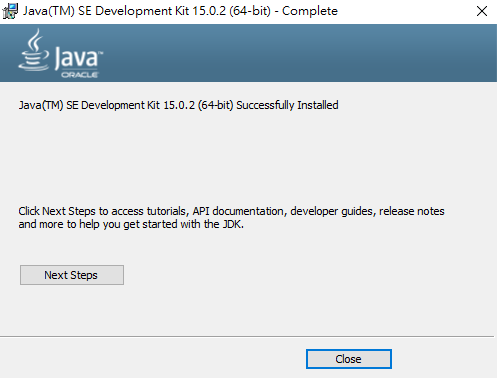 Java(TM) SE Development Kit 15.0.2 (64-bit) - Complete
Java™
ORACLE
Java(TM) SE Development Kit 15.0.2 (64-bit) Successfully Installed
Click Next Steps to access tutorials, API documentation, developer guides, release notes
and more to help you get started with the JDK.
Next Steps
Close